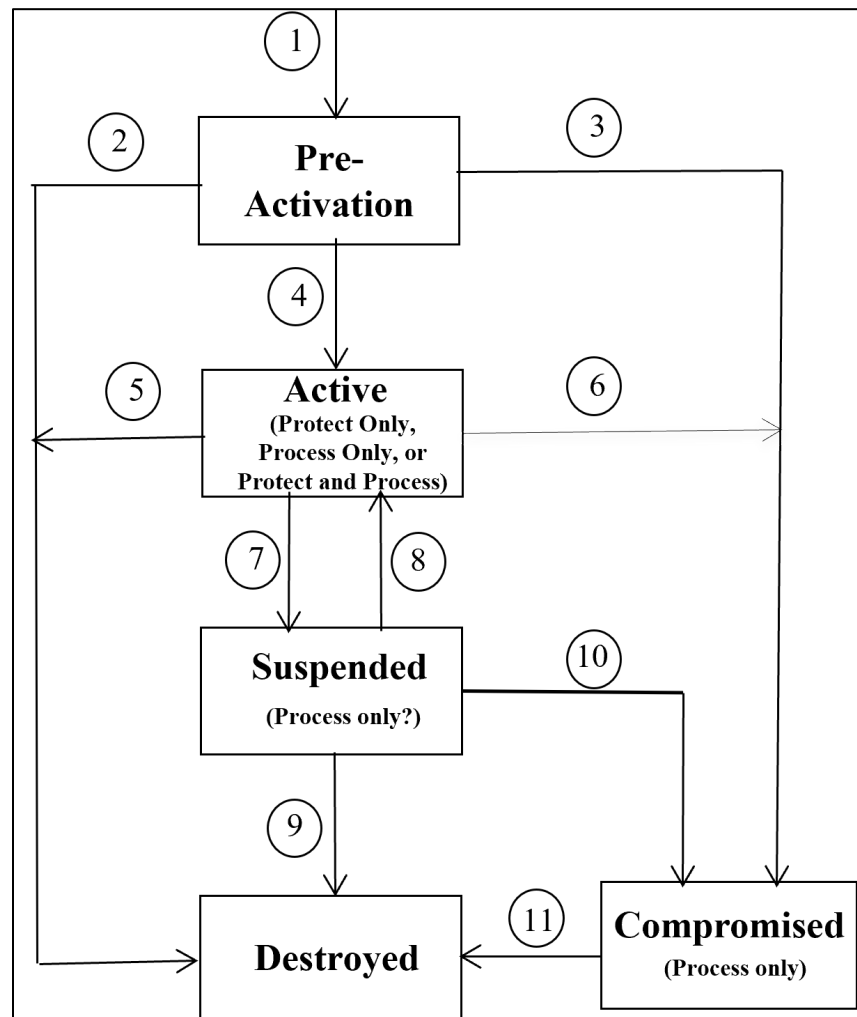 1
2
3
Pre-
Activation
4
5
Active
6
(Protect Only,
Process Only, or
Protect and Process)
7
8
Suspended
(Process only?)
10
9
11
Compromised
(Process only)
Destroyed